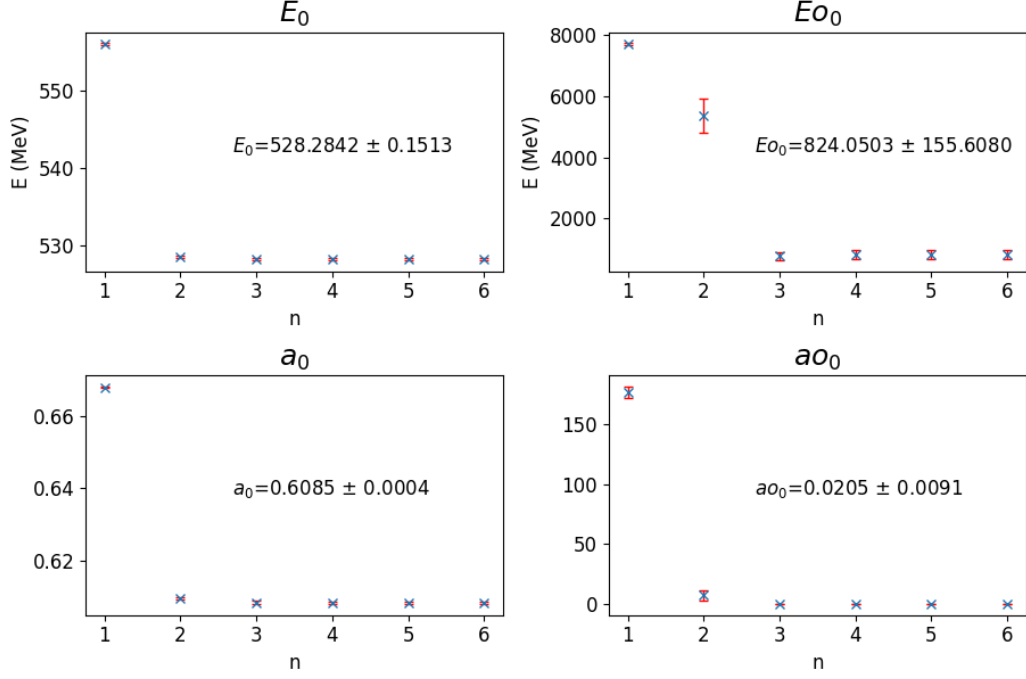 E₀
E (MeV)
550
540
530
E₀=528.2842 ± 0.1513
1 2 3 4 5 6
n
Eo₀
E (MeV)
8000
6000
4000
2000
Eo₀=824.0503 ± 155.6080
1 2 3 4 5 6
n
a₀
0.66
0.64
0.62
a₀=0.6085 ± 0.0004
1 2 3 4 5 6
n
ao₀
150
100
50
0
ao₀=0.0205 ± 0.0091
1 2 3 4 5 6
n